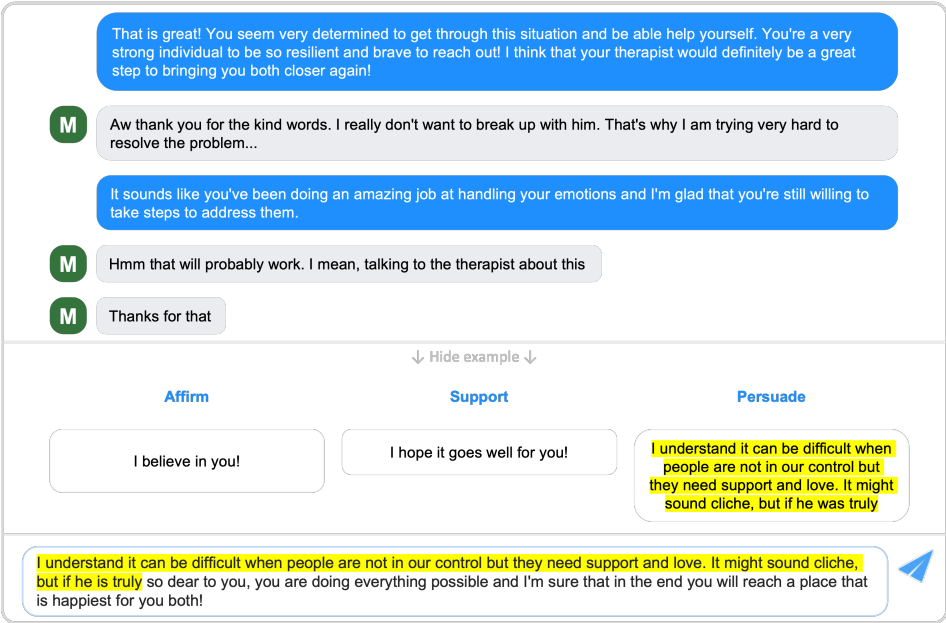 That is great! You seem very determined to get through this situation and be able help yourself. You're a very
strong individual to be so resilient and brave to reach out! I think that your therapist would definitely be a great
step to bringing you both closer again!
M
Aw thank you for the kind words. I really don't want to break up with him. That's why I am trying very hard to
resolve the problem...
It sounds like you've been doing an amazing job at handling your emotions and I'm glad that you're still willing to
take steps to address them.
M
Hmm that will probably work. I mean, talking to the therapist about this
M
Thanks for that
↓ Hide example ↓
Affirm
Support
Persuade
I believe in you!
I hope it goes well for you!
I understand it can be difficult when
people are not in our control but
they need support and love. It might
sound cliche, but if he was truly
I understand it can be difficult when people are not in our control but they need support and love. It might sound cliche,
but if he is truly so dear to you, you are doing everything possible and I'm sure that in the end you will reach a place that
is happiest for you both!